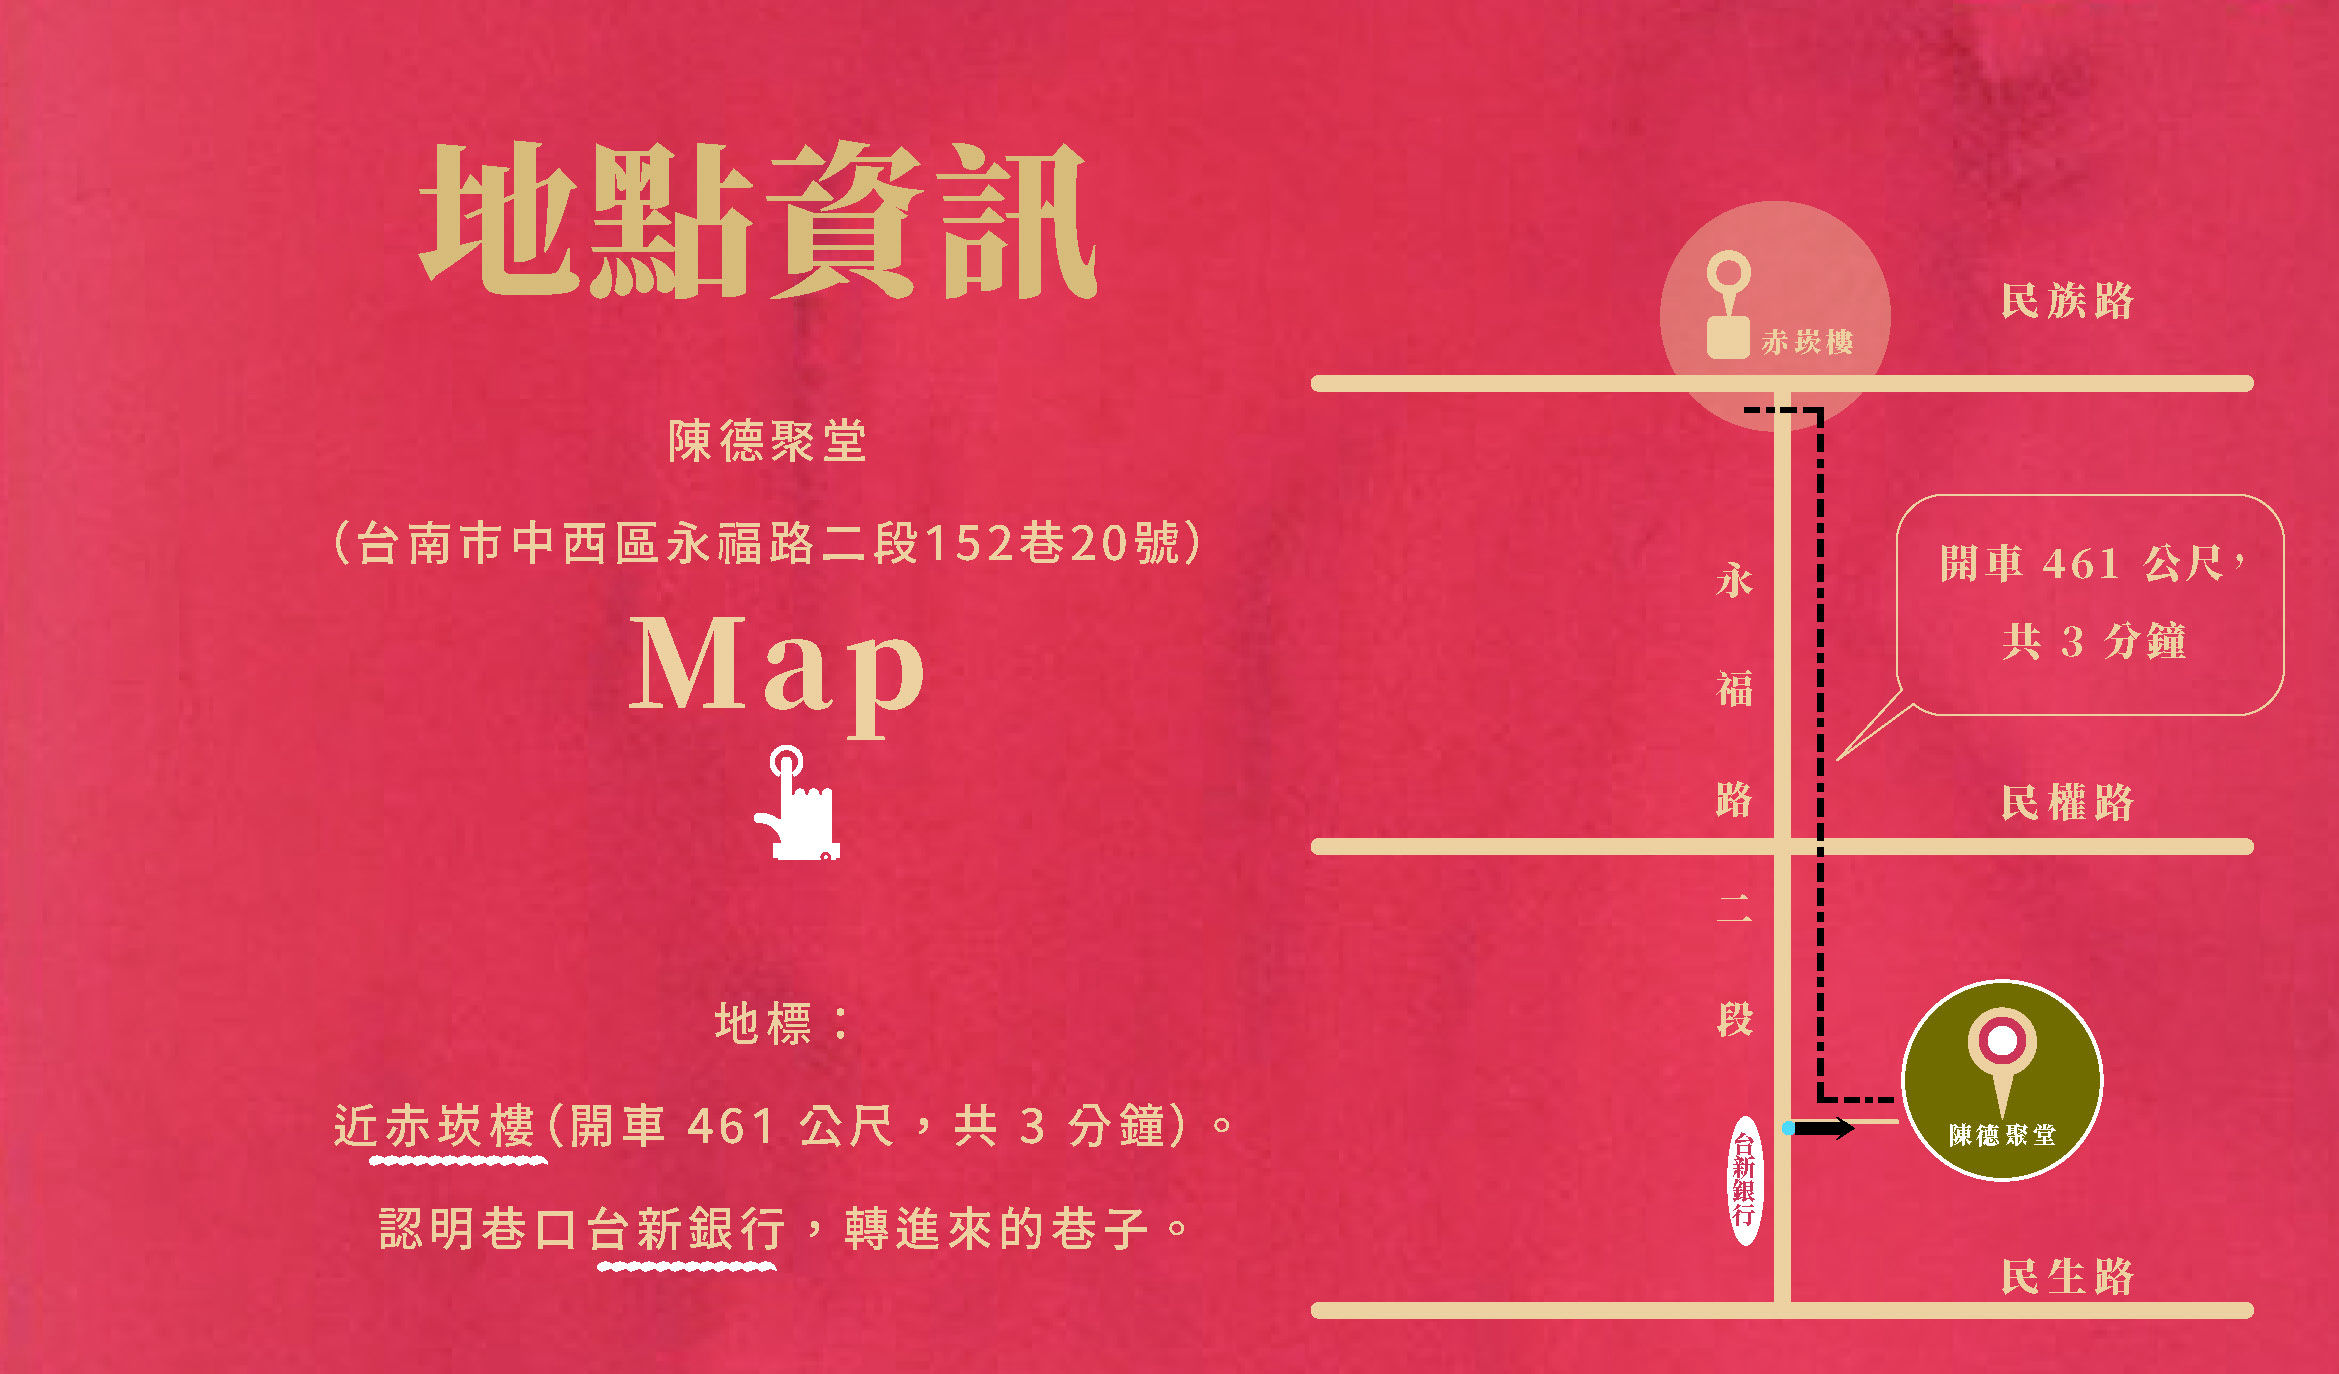 地點資訊
陳德聚堂
（台南市中西區永福路二段152巷20號）
Map
地標：
近赤崁樓（開車 461 公尺，共 3 分鐘）。
認明巷口台新銀行，轉進來的巷子。
赤崁樓
民族路
開車 461 公尺，
共 3 分鐘
永福路二段
民權路
陳德聚堂
台新銀行
民生路